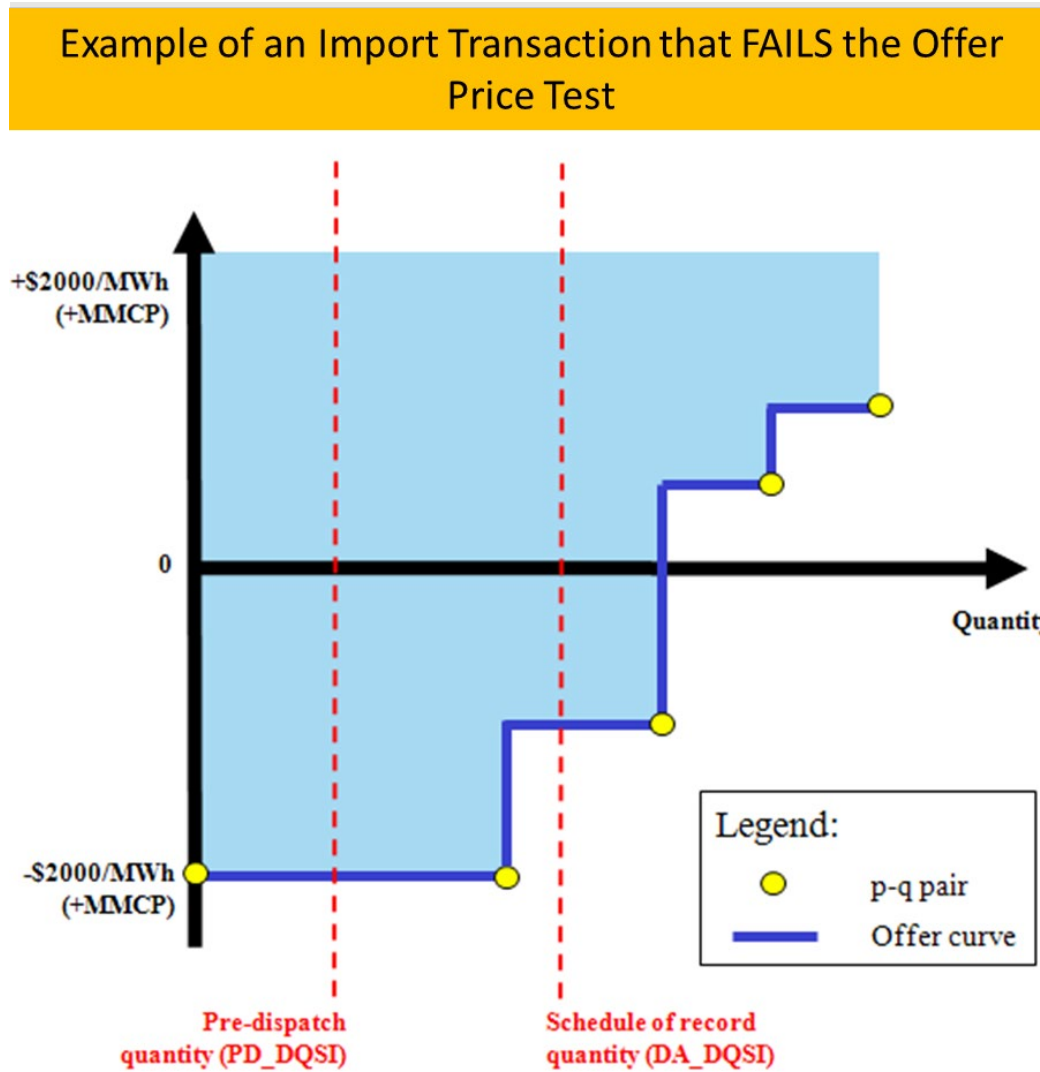 Example of an Import Transaction that FAILS the Offer
Price Test
+$2000/MWh
(+MMCP)
0
Quantity
-$2000/MWh
(+MMCP)
Legend:
p-q pair
Offer curve
Pre-dispatch
quantity (PD_DQSI)
Schedule of record
quantity (DA_DQSI)